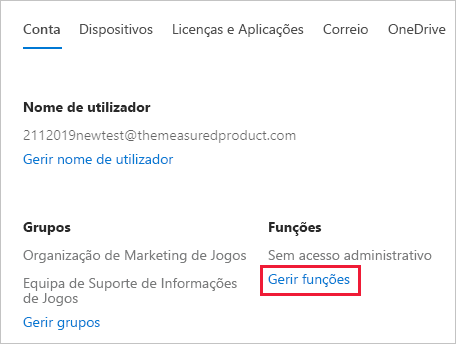 Conta Dispositivos Licenças e Aplicações Correio OneDrive
Nome de utilizador
2112019newtest@themeasuredproduct.com
Gerir nome de utilizador
Grupos
Organização de Marketing de Jogos
Equipa de Suporte de Informações
de Jogos
Gerir grupos
Funções
Sem acesso administrativo
Gerir funções